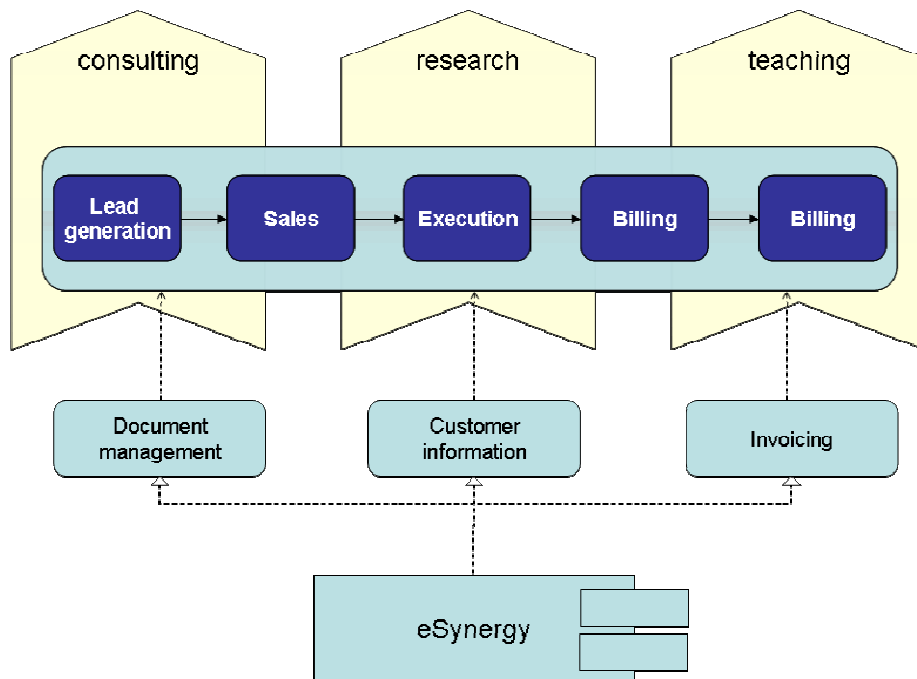 consulting
research
teaching
Lead
generation
Sales
Execution
Billing
Billing
Document
management
Customer
information
Invoicing
eSynergy